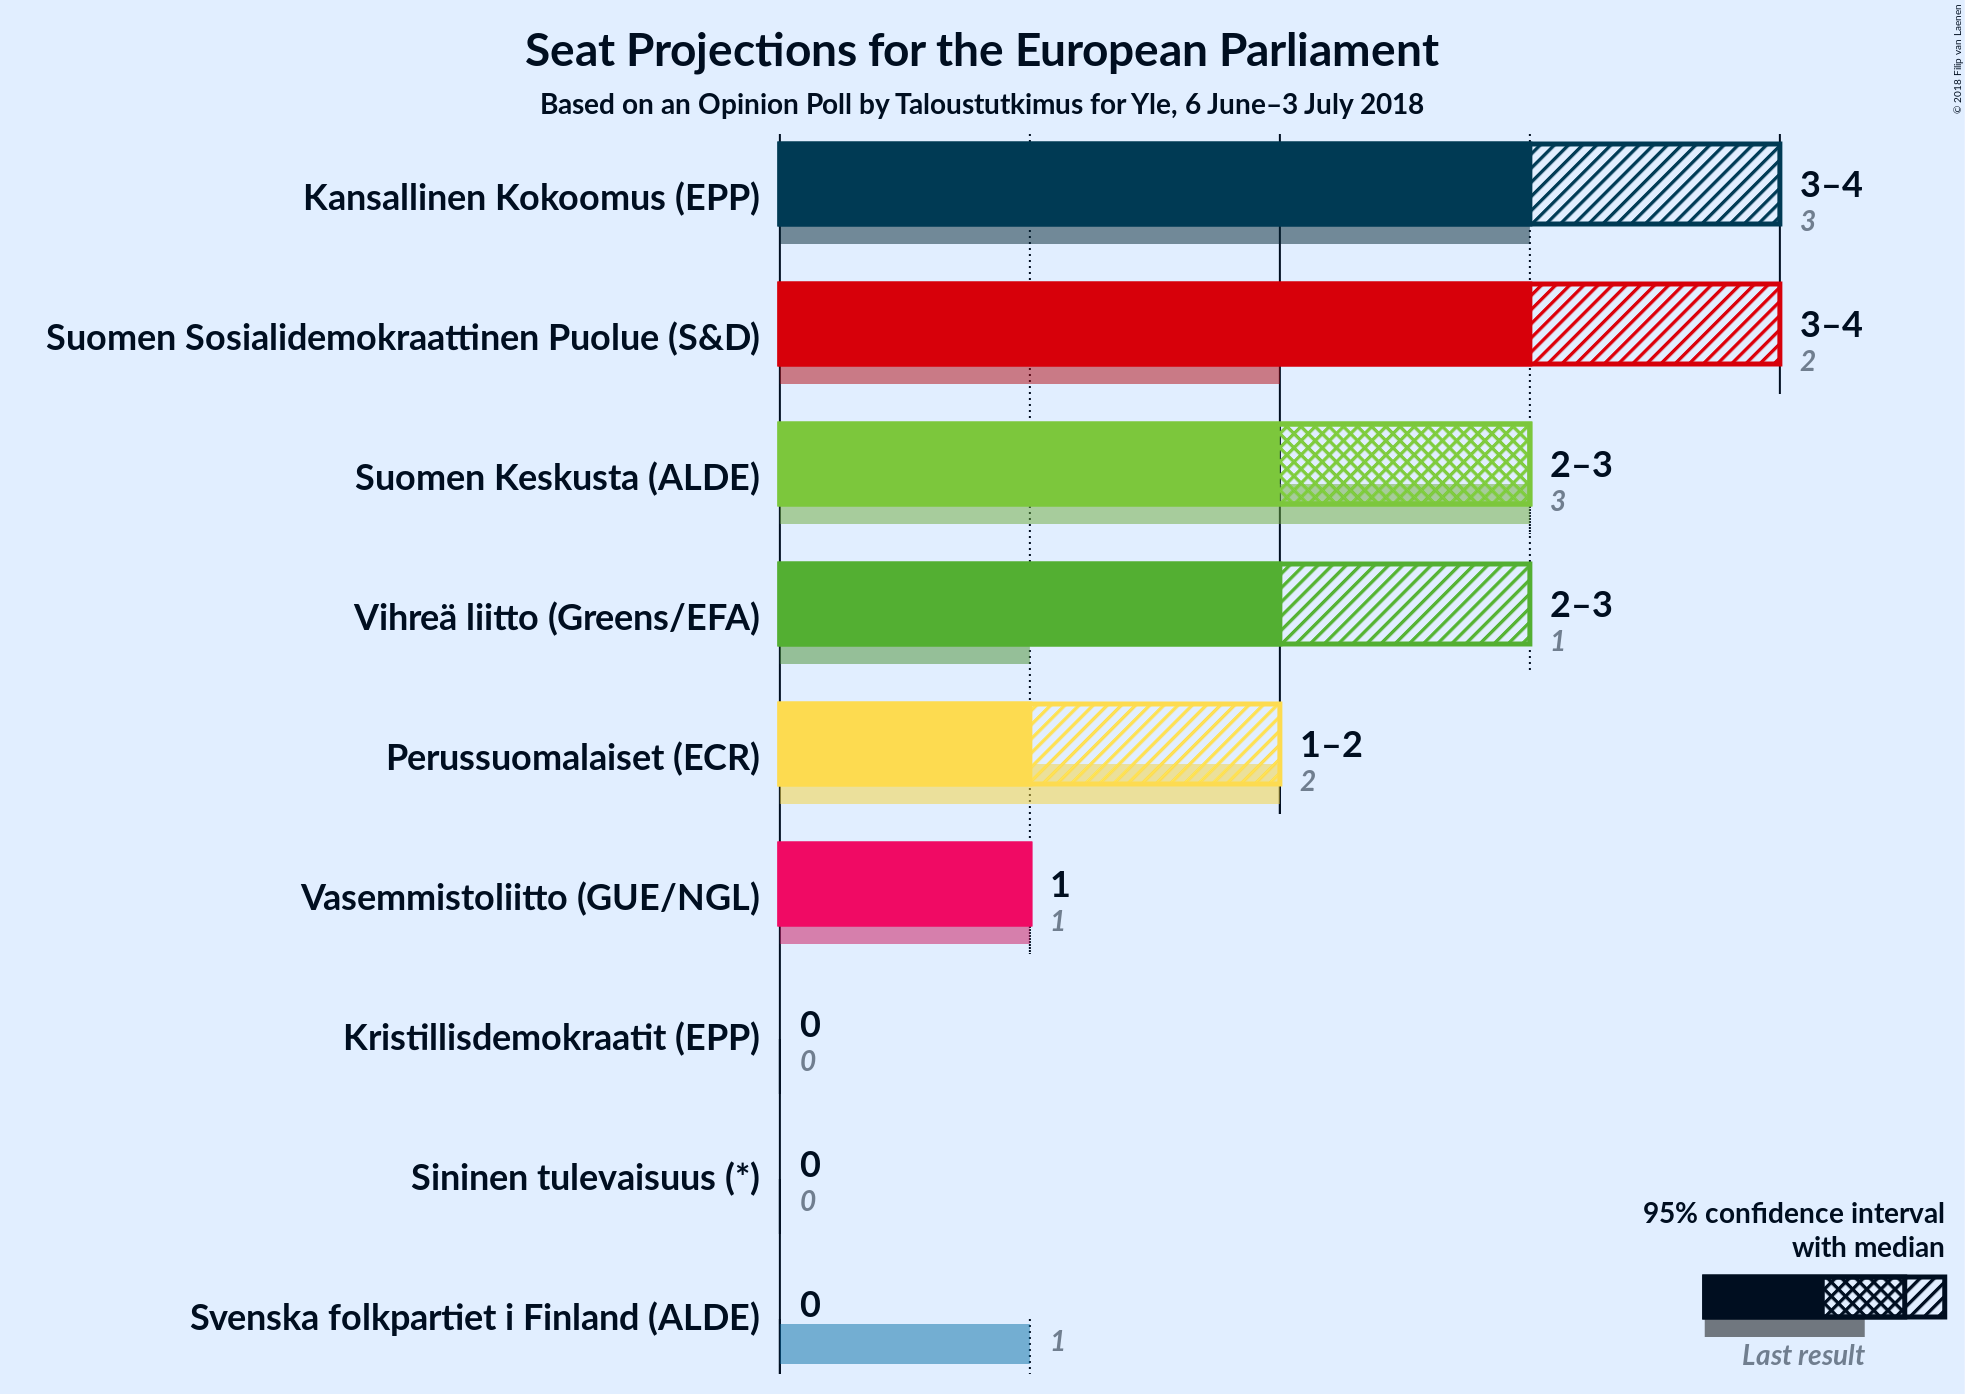 Seat Projections for the European Parliament
Based on an Opinion Poll by Taloustutkimus for Yle, 6 June–3 July 2018
© 2018 Filip van Laenen
Kansallinen Kokoomus (EPP)
3–4
3
Suomen Sosialidemokraattinen Puolue (S&D)
3–4
2
Suomen Keskusta (ALDE)
2–3
3
Vihreä liitto (Greens/EFA)
2–3
1
Perussuomalaiset (ECR)
1–2
2
Vasemmistoliitto (GUE/NGL)
1
1
Kristillisdemokraatit (EPP)
0
0
Sininen tulevaisuus (*)
0
0
Svenska folkpartiet i Finland (ALDE)
0
1
95% confidence interval
with median
Last result